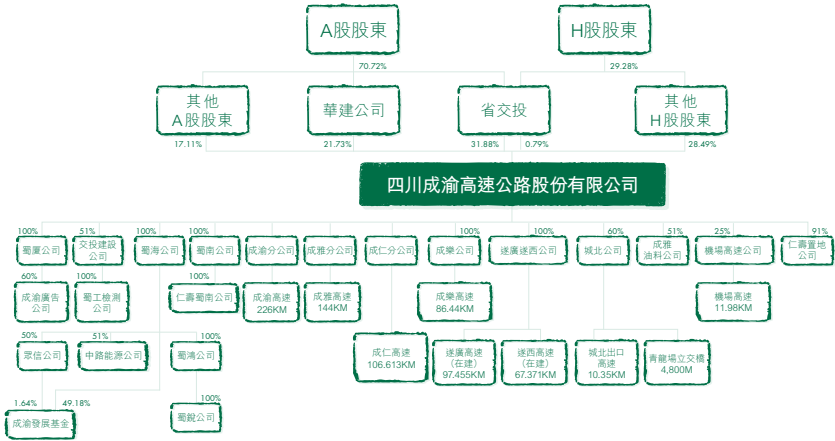 A股股東
H股股東
70.72%
29.28%
其他
A股股東
華建公司
省交投
其他
H股股東
17.11%
21.73%
31.88%
0.79%
28.49%
四川成渝高速公路股份有限公司
100%
51%
100%
100%
100%
100%
60%
51%
25%
91%
蜀廈公司
交投建設
公司
蜀海公司
蜀南公司
成渝分公司
成雅分公司
成仁分公司
成樂公司
遂廣遂西公司
城北公司
成雅
油料公司
機場高速公司
仁壽置地
公司
60%
100%
100%
成渝廣告
公司
蜀工檢測
公司
仁壽蜀南公司
成渝高速
226KM
成雅高速
144KM
成樂高速
86.44KM
機場高速
11.98KM
50%
51%
100%
眾信公司
中路能源公司
蜀鴻公司
成仁高速
106.613KM
遂廣高速
(在建)
97.455KM
遂西高速
(在建)
67.371KM
城北出口
高速
10.35KM
青龍場立交橋
4,800M
1.64%
49.18%
100%
成渝發展基金
蜀銳公司